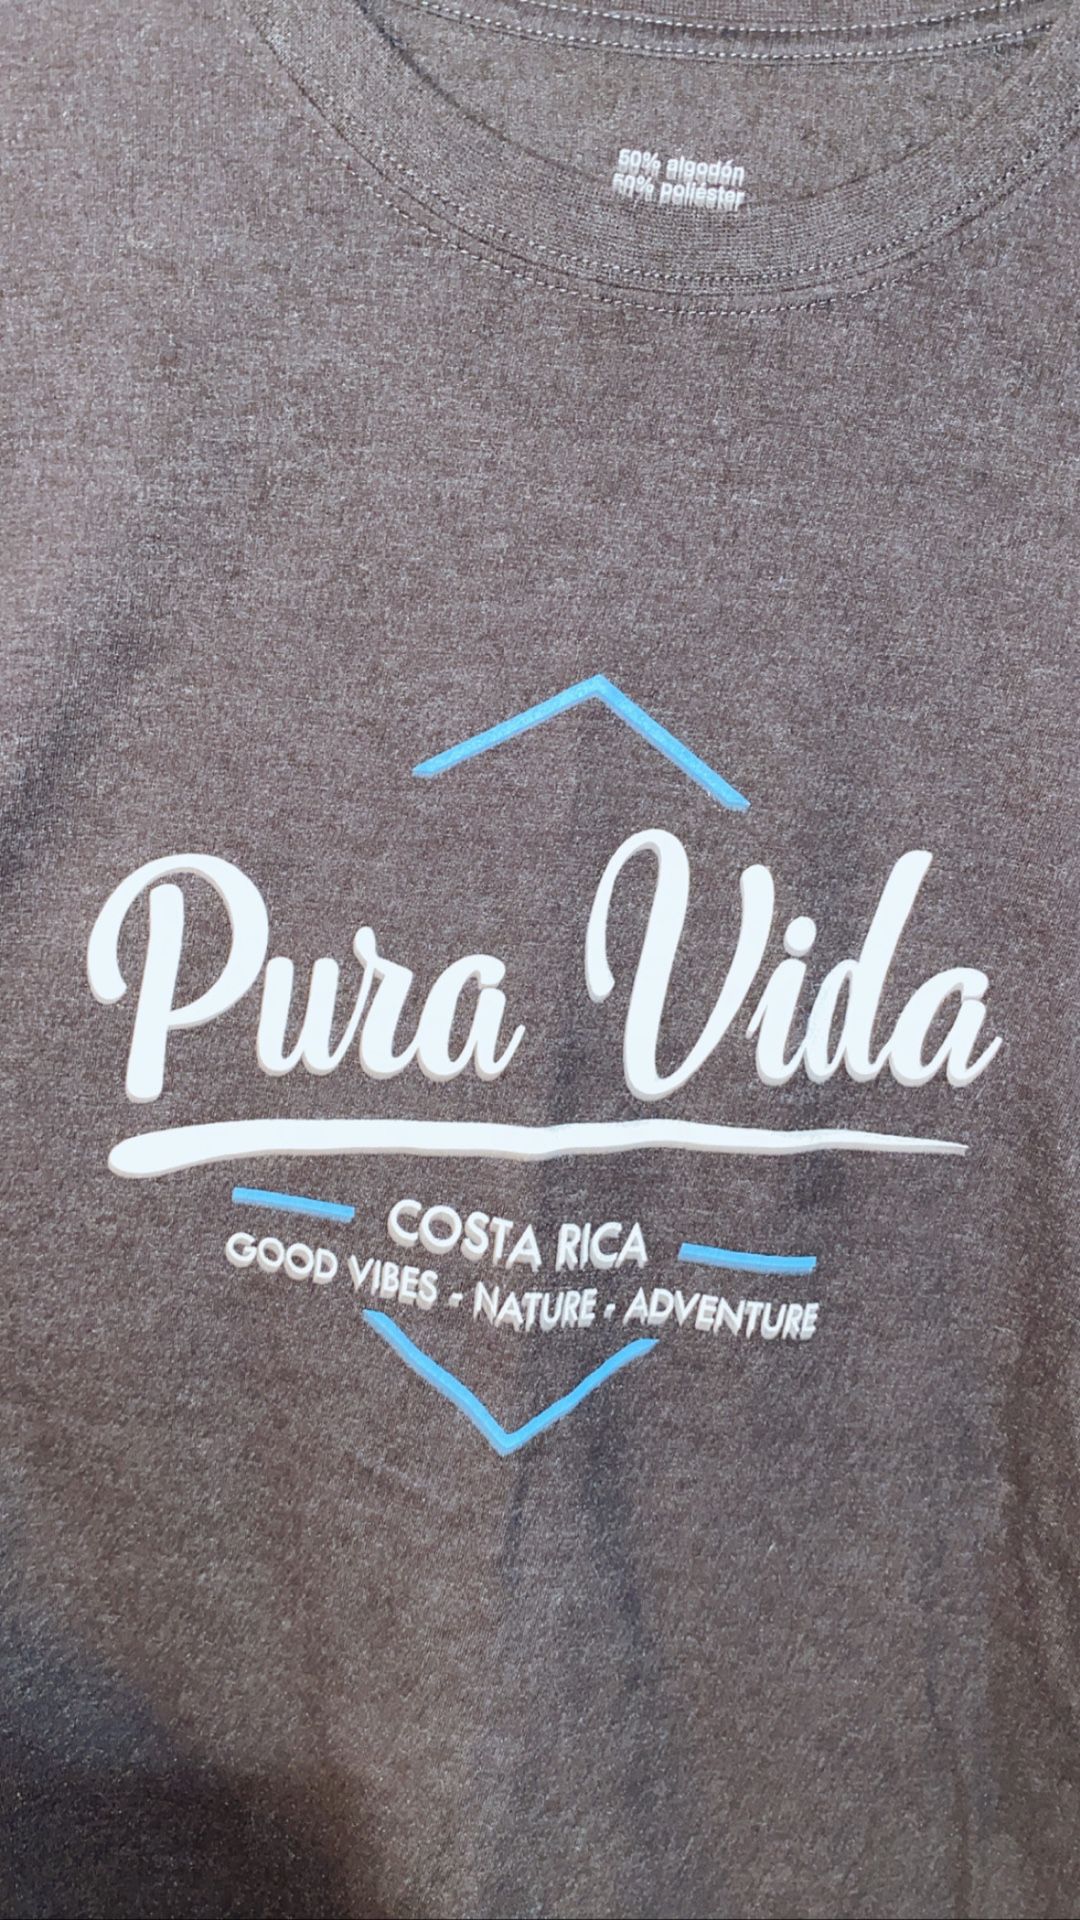 50% algodón
50% poliéster
Pura Vida
COSTA RICA
GOOD VIBES - NATURE - ADVENTURE